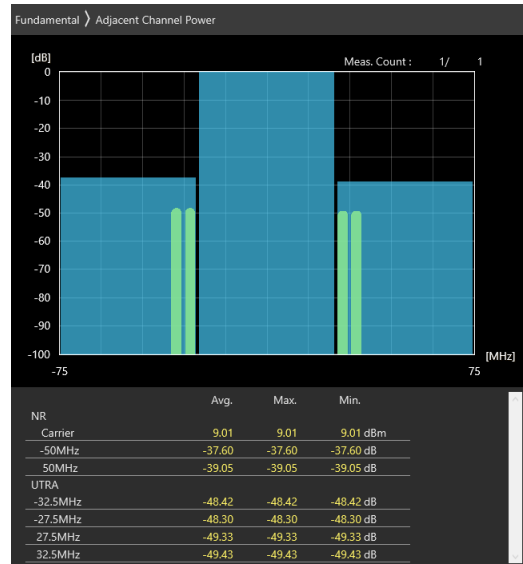 Fundamental 〉 Adjacent Channel Power
[dB]
Meas. Count : 1/ 1
0
-10
-20
-30
-40
-50
-60
-70
-80
-90
-100
[MHz]
-75 75
Avg. Max. Min.
NR
Carrier 9.01 9.01 9.01 dBm
-50MHz -37.60 -37.60 -37.60 dB
50MHz -39.05 -39.05 -39.05 dB
UTRA
-32.5MHz -48.42 -48.42 -48.42 dB
-27.5MHz -48.30 -48.30 -48.30 dB
27.5MHz -49.33 -49.33 -49.33 dB
32.5MHz -49.43 -49.43 -49.43 dB